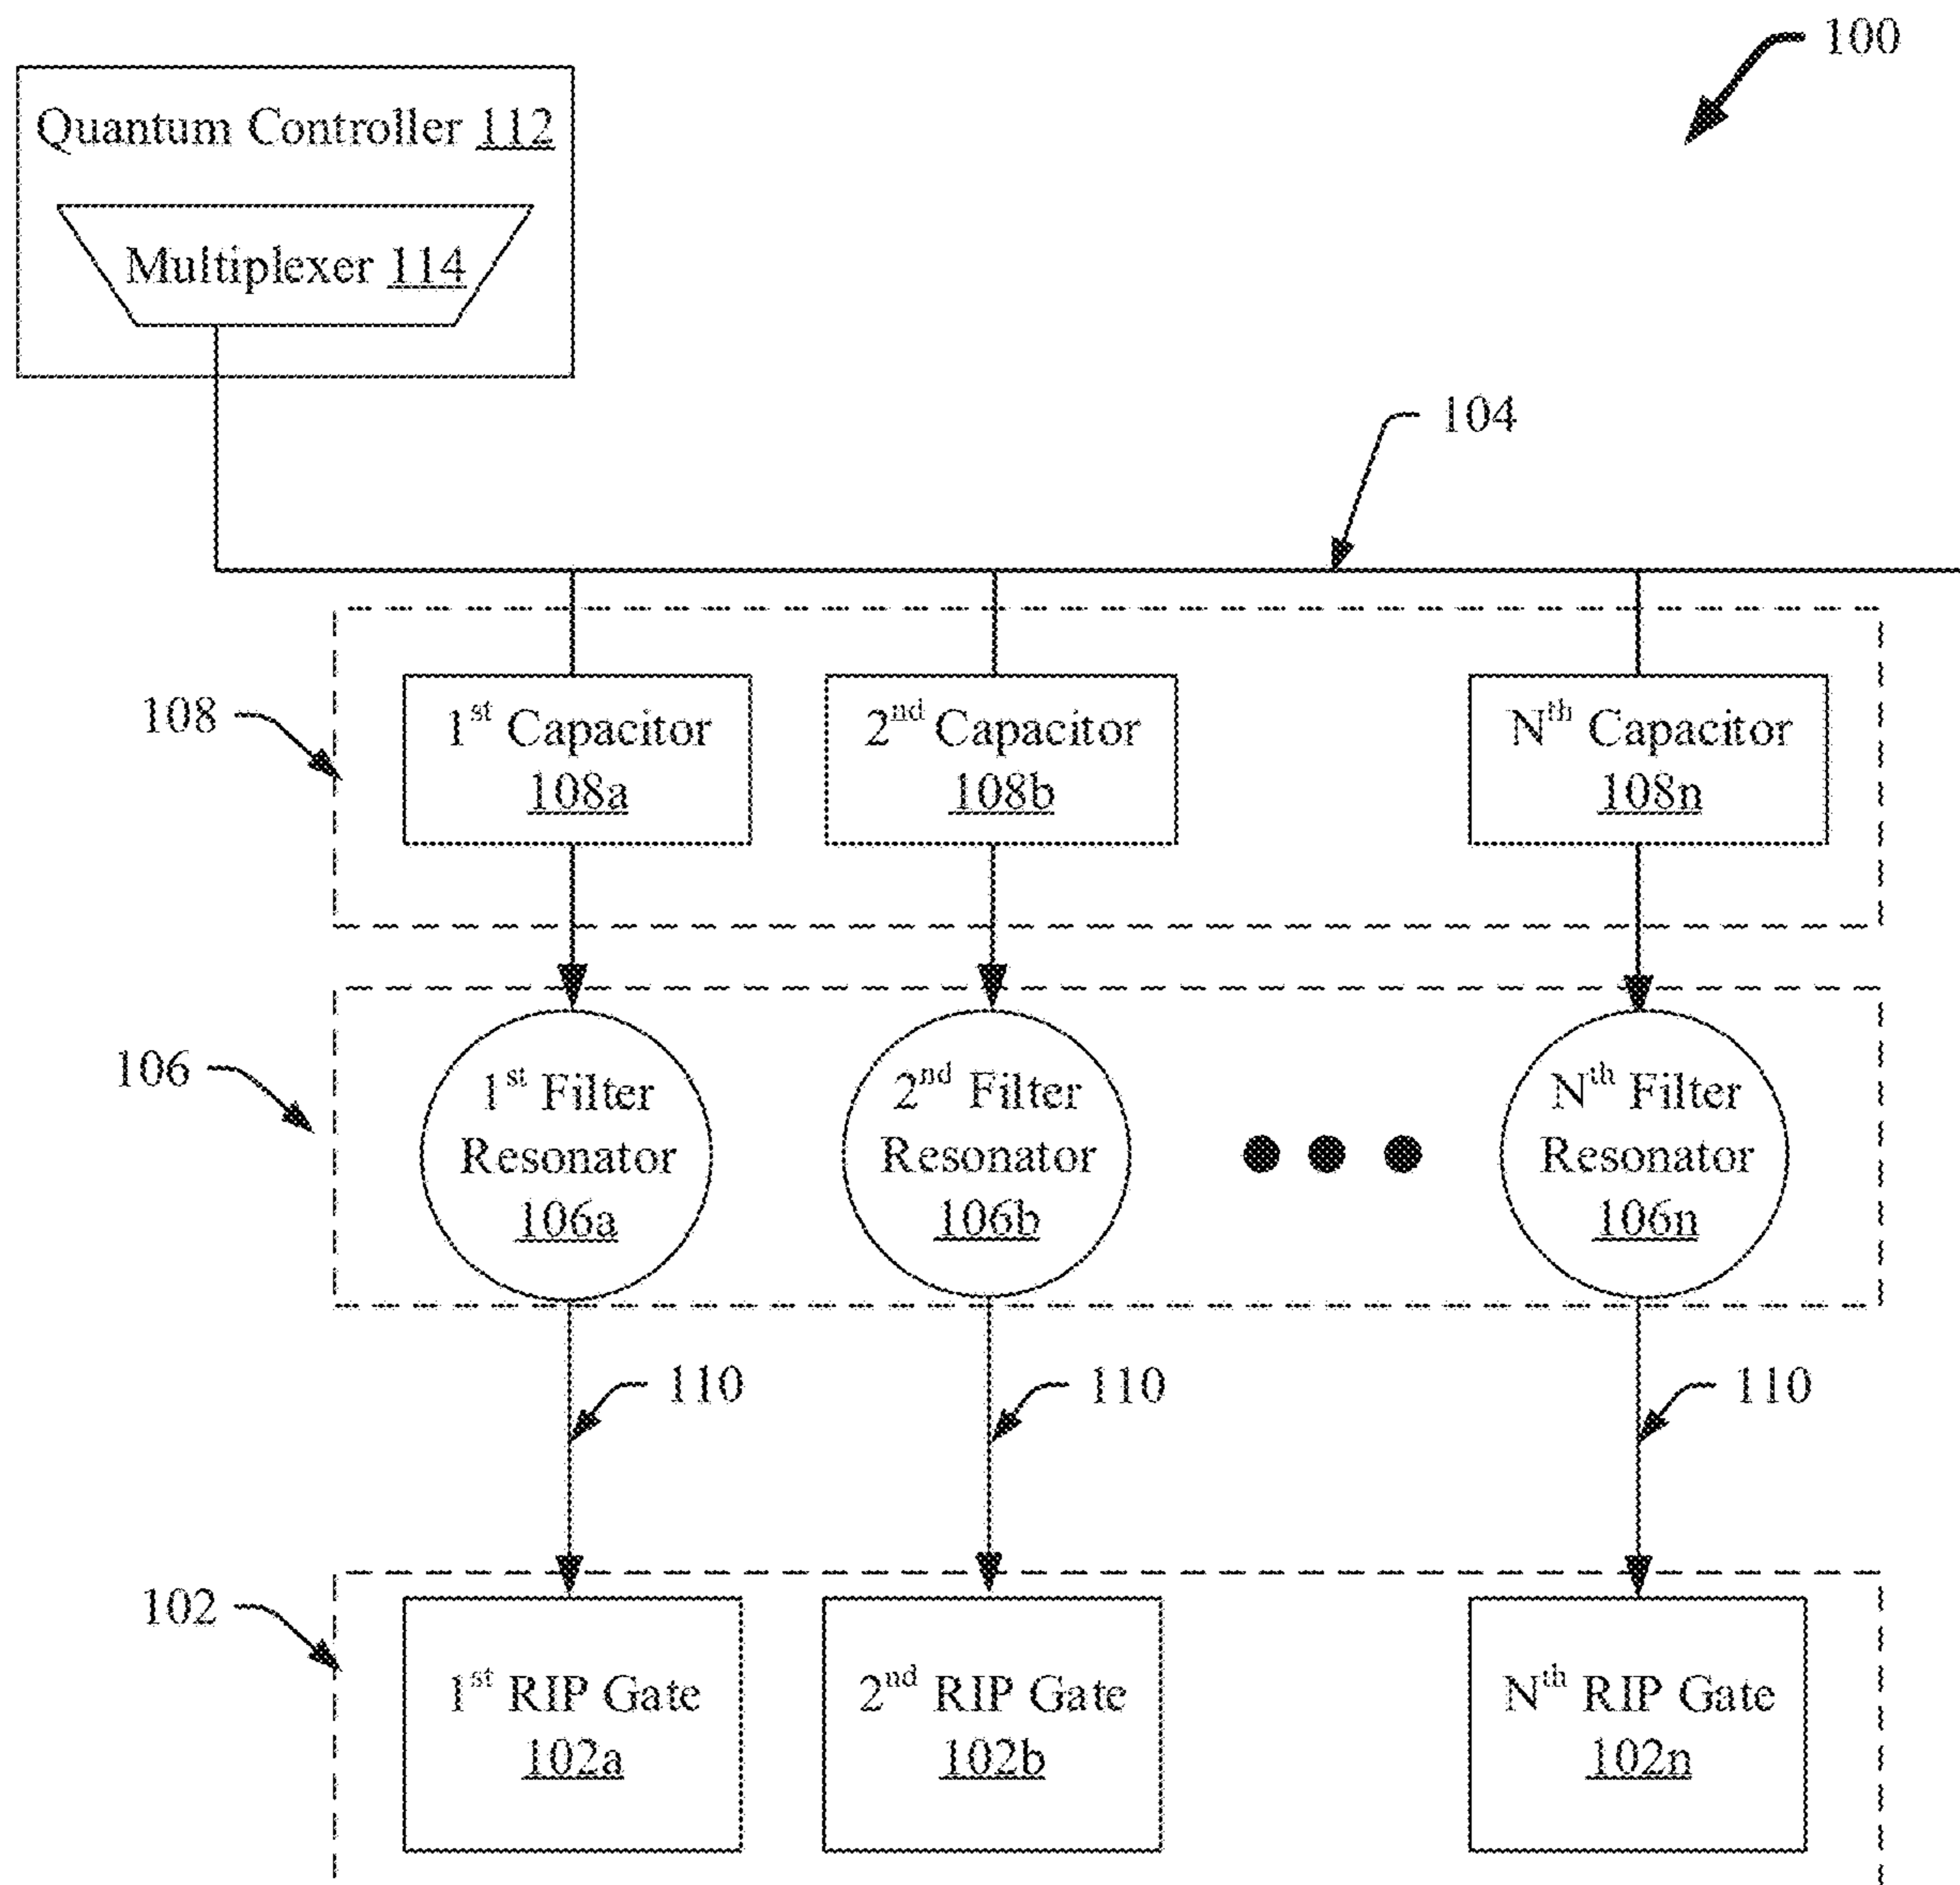 100
Quantum Controller 112
Multiplexer 114
104
108
1st Capacitor
108a
2nd Capacitor
108b
Nth Capacitor
108n
106
1st Filter
Resonator
106a
2nd Filter
Resonator
106b
Nth Filter
Resonator
106n
110
110
110
102
1st RIP Gate
102a
2nd RIP Gate
102b
Nth RIP Gate
102n